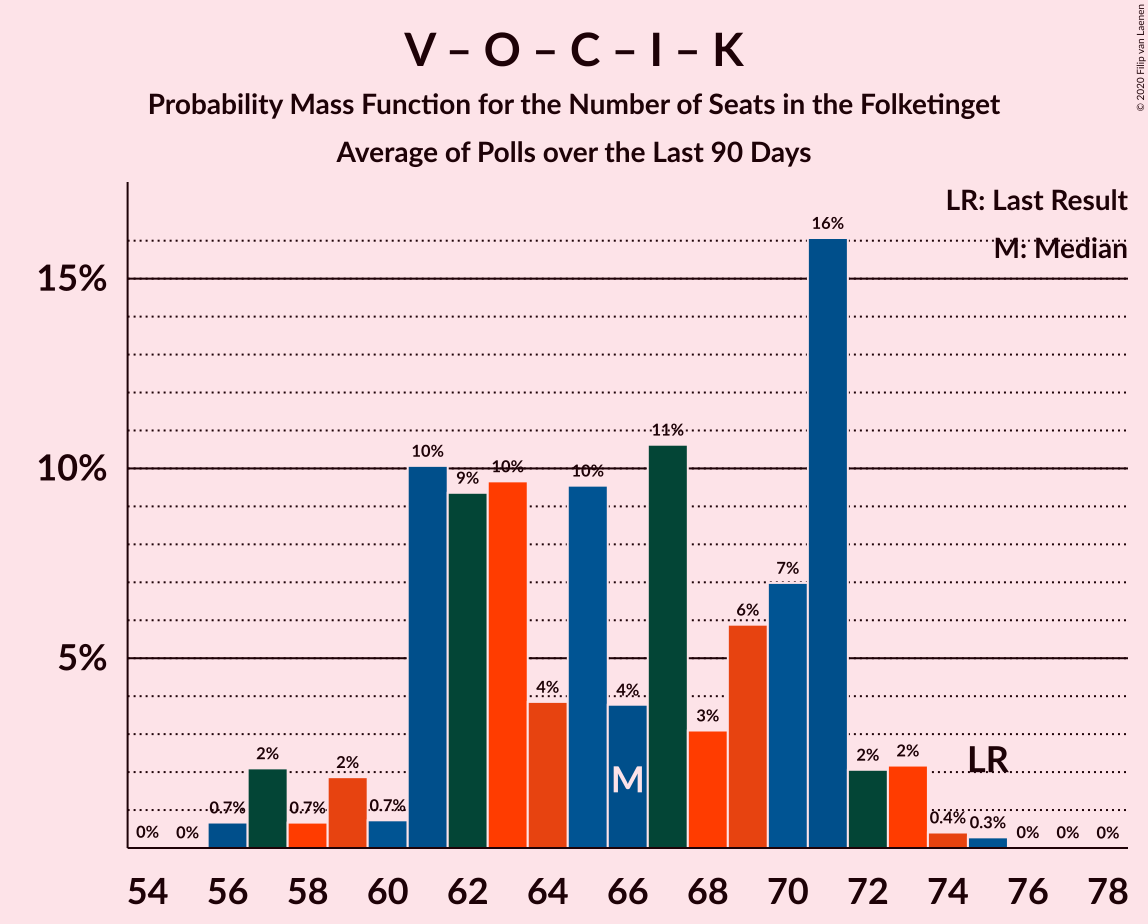 V – O – C – I – K
Probability Mass Function for the Number of Seats in the Folketinget
Average of Polls over the Last 90 Days
© 2020 Filip van Laenen
LR: Last Result
M: Median
15%
10%
5%
0% 0% 0.7% 2% 0.7% 2% 0.7% 10% 9% 10% 4% 10% 4% 11% 3% 6% 7% 16% 2% 2% 0.4% 0.3% 0% 0% 0%
M
LR
54 56 58 60 62 64 66 68 70 72 74 76 78